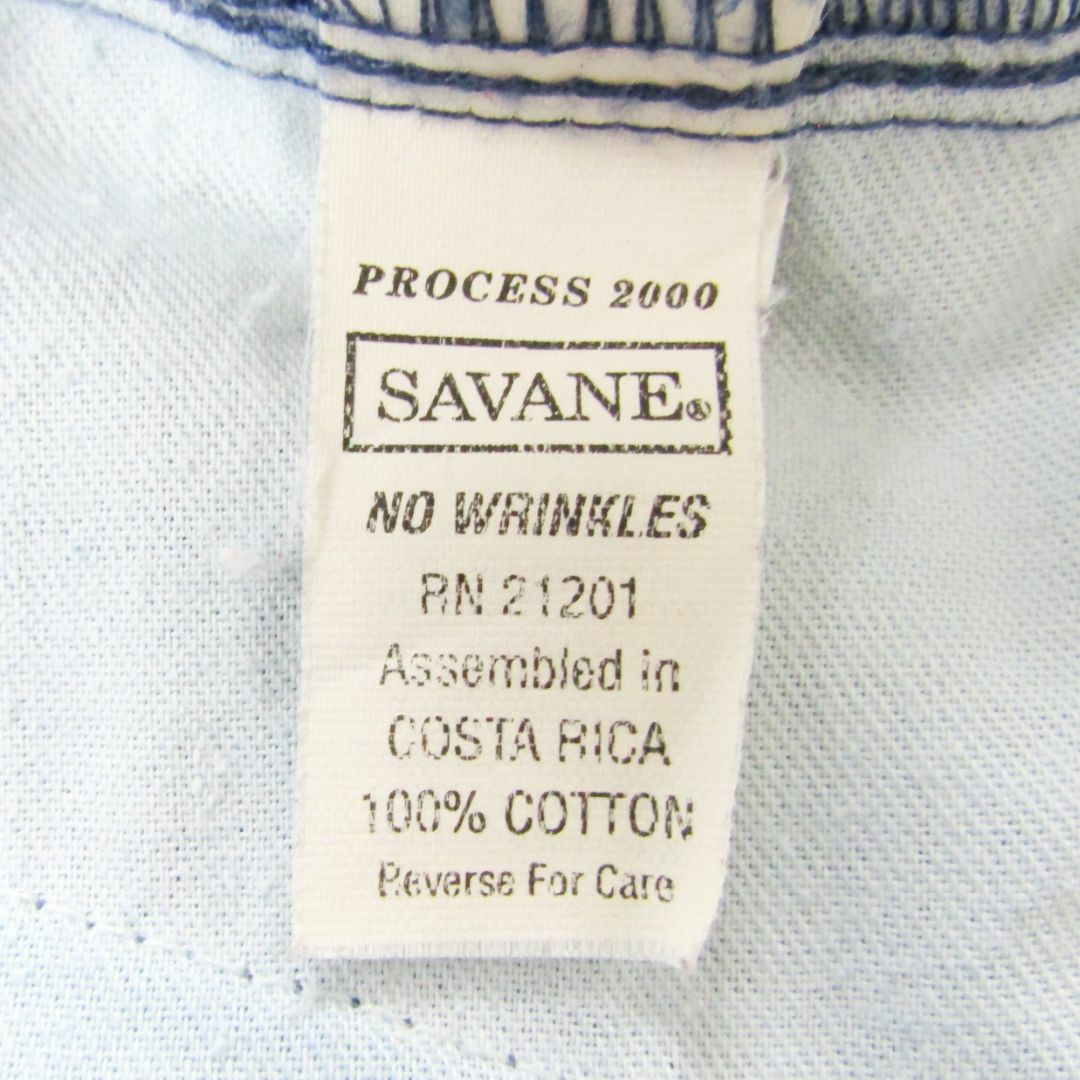 PROCESS 2000
SAVANE®
NO WRINKLES
RN 21201
Assembled in
COSTA RICA
100% COTTON
Reverse For Care